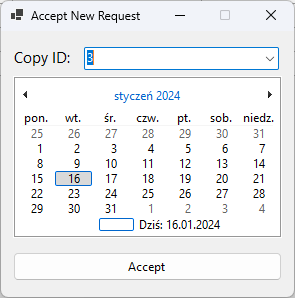 Accept New Request
Copy ID: 3
styczeń 2024
pon. wt. śr. czw. pt. sob. niedz.
25 26 27 28 29 30 31
1 2 3 4 5 6 7
8 9 10 11 12 13 14
15 16 17 18 19 20 21
22 23 24 25 26 27 28
29 30 31 1 2 3 4
Dziś: 16.01.2024
Accept